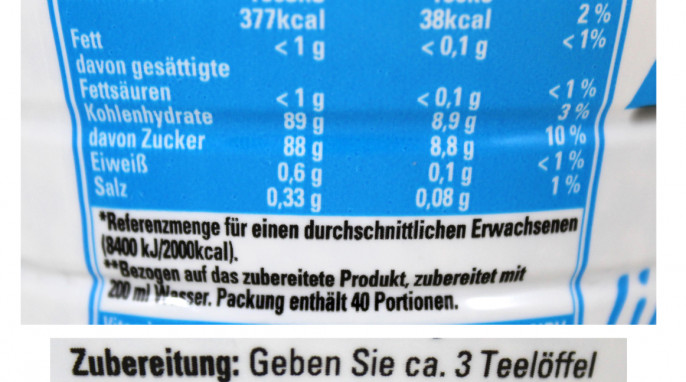 377kcal 38kcal 2%
Fett <1 g <0,1 g <1%
davon gesättigte
Fettsäuren <1 g <0,1 g <1%
Kohlenhydrate 89 g 8,9 g 3%
davon Zucker 88 g 8,8 g 10%
Eiweiß 0,6 g 0,1 g <1%
Salz 0,33 g 0,08 g 1%
*Referenzmenge für einen durchschnittlichen Erwachsenen
(8400 kJ/2000kcal).
**Bezogen auf das zubereitete Produkt, zubereitet mit
200 ml Wasser. Packung enthält 40 Portionen.
Zubereitung: Geben Sie ca. 3 Teelöffel